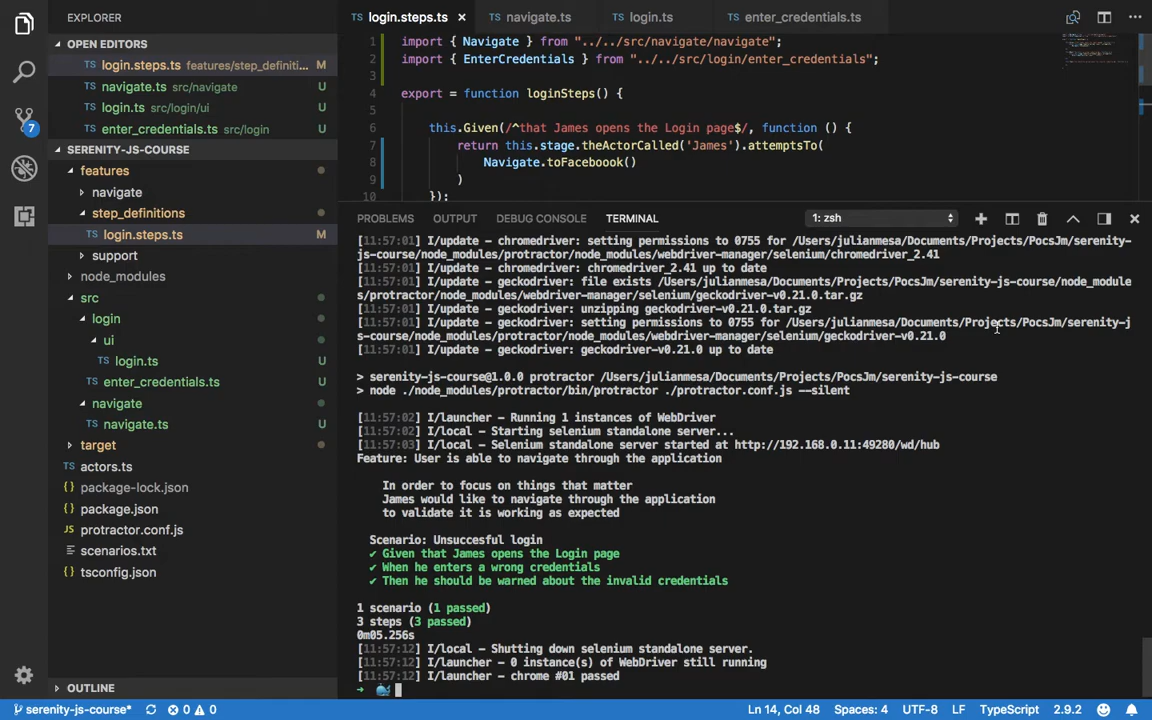 EXPLORER
OPEN EDITORS
login.steps.ts features/step_definiti... M
navigate.ts src/navigate U
login.ts src/login/ui U
enter_credentials.ts src/login U
SERENITY-JS-COURSE
features
navigate
step_definitions
TS login.steps.ts M
support
node_modules
src
login
ui
TS login.ts U
TS enter_credentials.ts U
navigate
TS navigate.ts U
target
TS actors.ts
{} package-lock.json
{} package.json
JS protractor.conf.js
scenarios.txt
{} tsconfig.json
OUTLINE
7
TS login.steps.ts × TS navigate.ts TS login.ts TS enter_credentials.ts ...
1 import { Navigate } from "../../src/navigate/navigate";
2 import { EnterCredentials } from "../../src/login/enter_credentials";
3
4 export = function loginSteps() {
5
6 this.Given(/^that James opens the Login page$/, function () {
7 return this.stage.theActorCalled('James').attemptsTo(
8 Navigate.toFaceboook()
9 )
10 });
PROBLEMS OUTPUT DEBUG CONSOLE TERMINAL 1: zsh
[11:57:01] I/update – chromedriver: setting permissions to 0755 for /Users/julianmesa/Documents/Projects/PocsJm/serenity-
js-course/node_modules/protractor/node_modules/webdriver-manager/selenium/chromedriver_2.41
[11:57:01] I/update – chromedriver: chromedriver_2.41 up to date
[11:57:01] I/update – geckodriver: file exists /Users/julianmesa/Documents/Projects/PocsJm/serenity-js-course/node_module
s/protractor/node_modules/webdriver-manager/selenium/geckodriver-v0.21.0.tar.gz
[11:57:01] I/update – geckodriver: unzipping geckodriver-v0.21.0.tar.gz
[11:57:01] I/update – geckodriver: setting permissions to 0755 for /Users/julianmesa/Documents/Projects/PocsJm/serenity-j
s-course/node_modules/protractor/node_modules/webdriver-manager/selenium/geckodriver-v0.21.0
[11:57:01] I/update – geckodriver: geckodriver-v0.21.0 up to date
> serenity-js-course@1.0.0 protractor /Users/julianmesa/Documents/Projects/PocsJm/serenity-js-course
> node ./node_modules/protractor/bin/protractor ./protractor.conf.js --silent
[11:57:02] I/launcher – Running 1 instances of WebDriver
[11:57:02] I/local – Starting selenium standalone server...
[11:57:03] I/local – Selenium standalone server started at http://192.168.0.11:49280/wd/hub
Feature: User is able to navigate through the application
In order to focus on things that matter
James would like to navigate through the application
to validate it is working as expected
Scenario: Unsuccesful login
✔ Given that James opens the Login page
✔ When he enters a wrong credentials
✔ Then he should be warned about the invalid credentials
1 scenario (1 passed)
3 steps (3 passed)
0m05.256s
[11:57:12] I/local – Shutting down selenium standalone server.
[11:57:12] I/launcher – 0 instance(s) of WebDriver still running
[11:57:12] I/launcher – chrome #01 passed
➜ 🐳
serenity-js-course* 0 0 Ln 14, Col 48 Spaces: 4 UTF-8 LF TypeScript 2.9.2